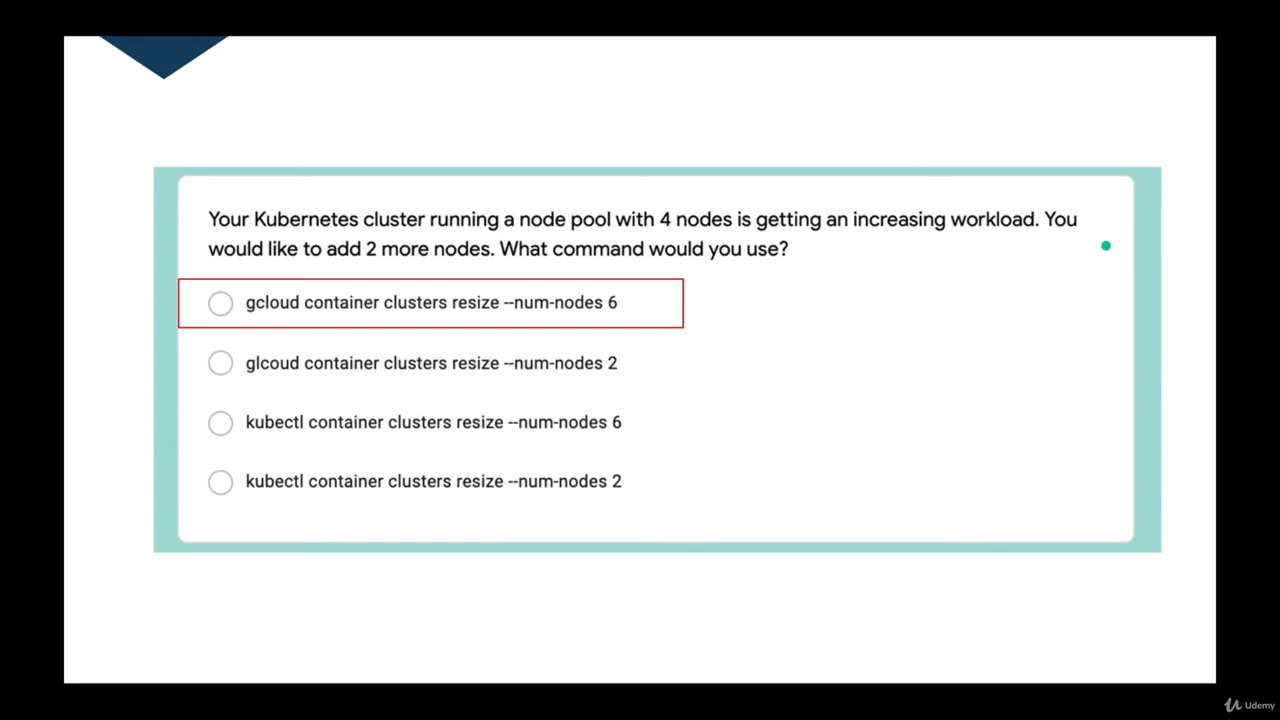 Your Kubernetes cluster running a node pool with 4 nodes is getting an increasing workload. You
would like to add 2 more nodes. What command would you use?
gcloud container clusters resize --num-nodes 6
glcoud container clusters resize --num-nodes 2
kubectl container clusters resize --num-nodes 6
kubectl container clusters resize --num-nodes 2
Udemy